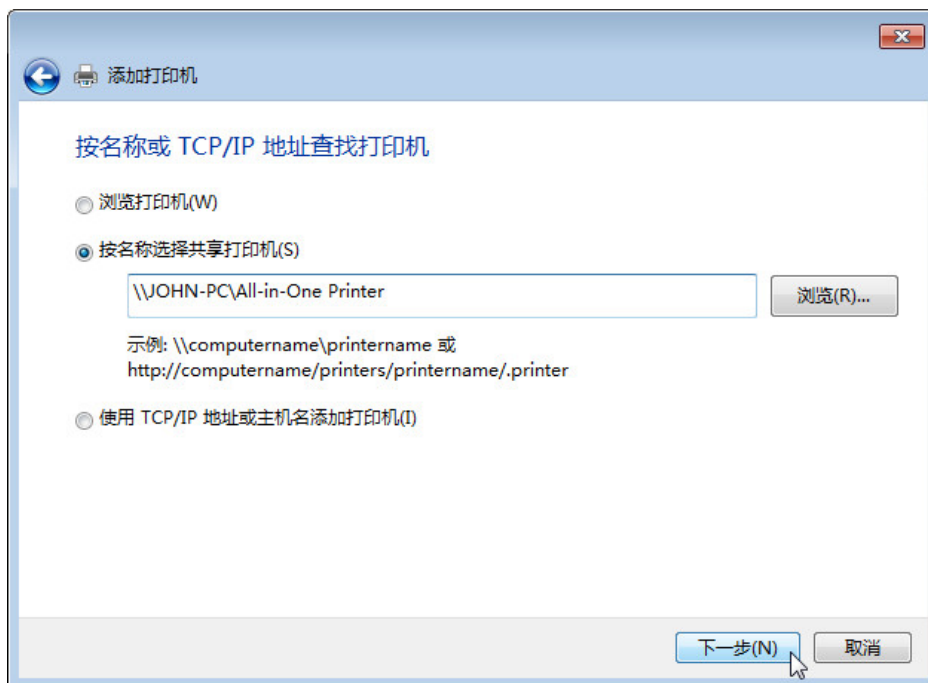 添加打印机
按名称或 TCP/IP 地址查找打印机
浏览打印机(W)
按名称选择共享打印机(S)
\\JOHN-PC\All-in-One Printer
浏览(R)...
示例: \\computername\printername 或
http://computername/printers/printername/.printer
使用 TCP/IP 地址或主机名添加打印机(I)
下一步(N)
取消